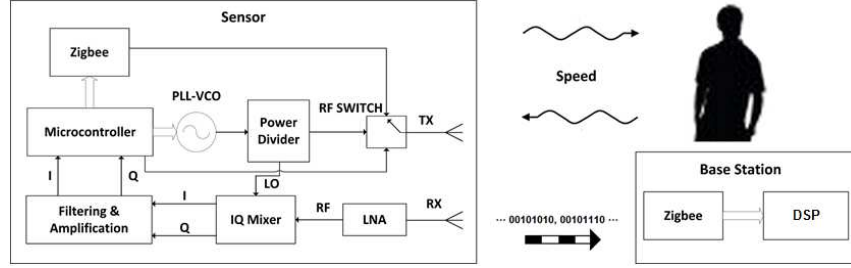 Sensor
Zigbee
PLL-VCO
RF SWITCH
TX
Microcontroller
Power
Divider
Speed
I
Q
LO
I
Q
Filtering &
Amplification
IQ Mixer
RF
LNA
RX
··· 00101010, 00101110 ···
Base Station
Zigbee
DSP